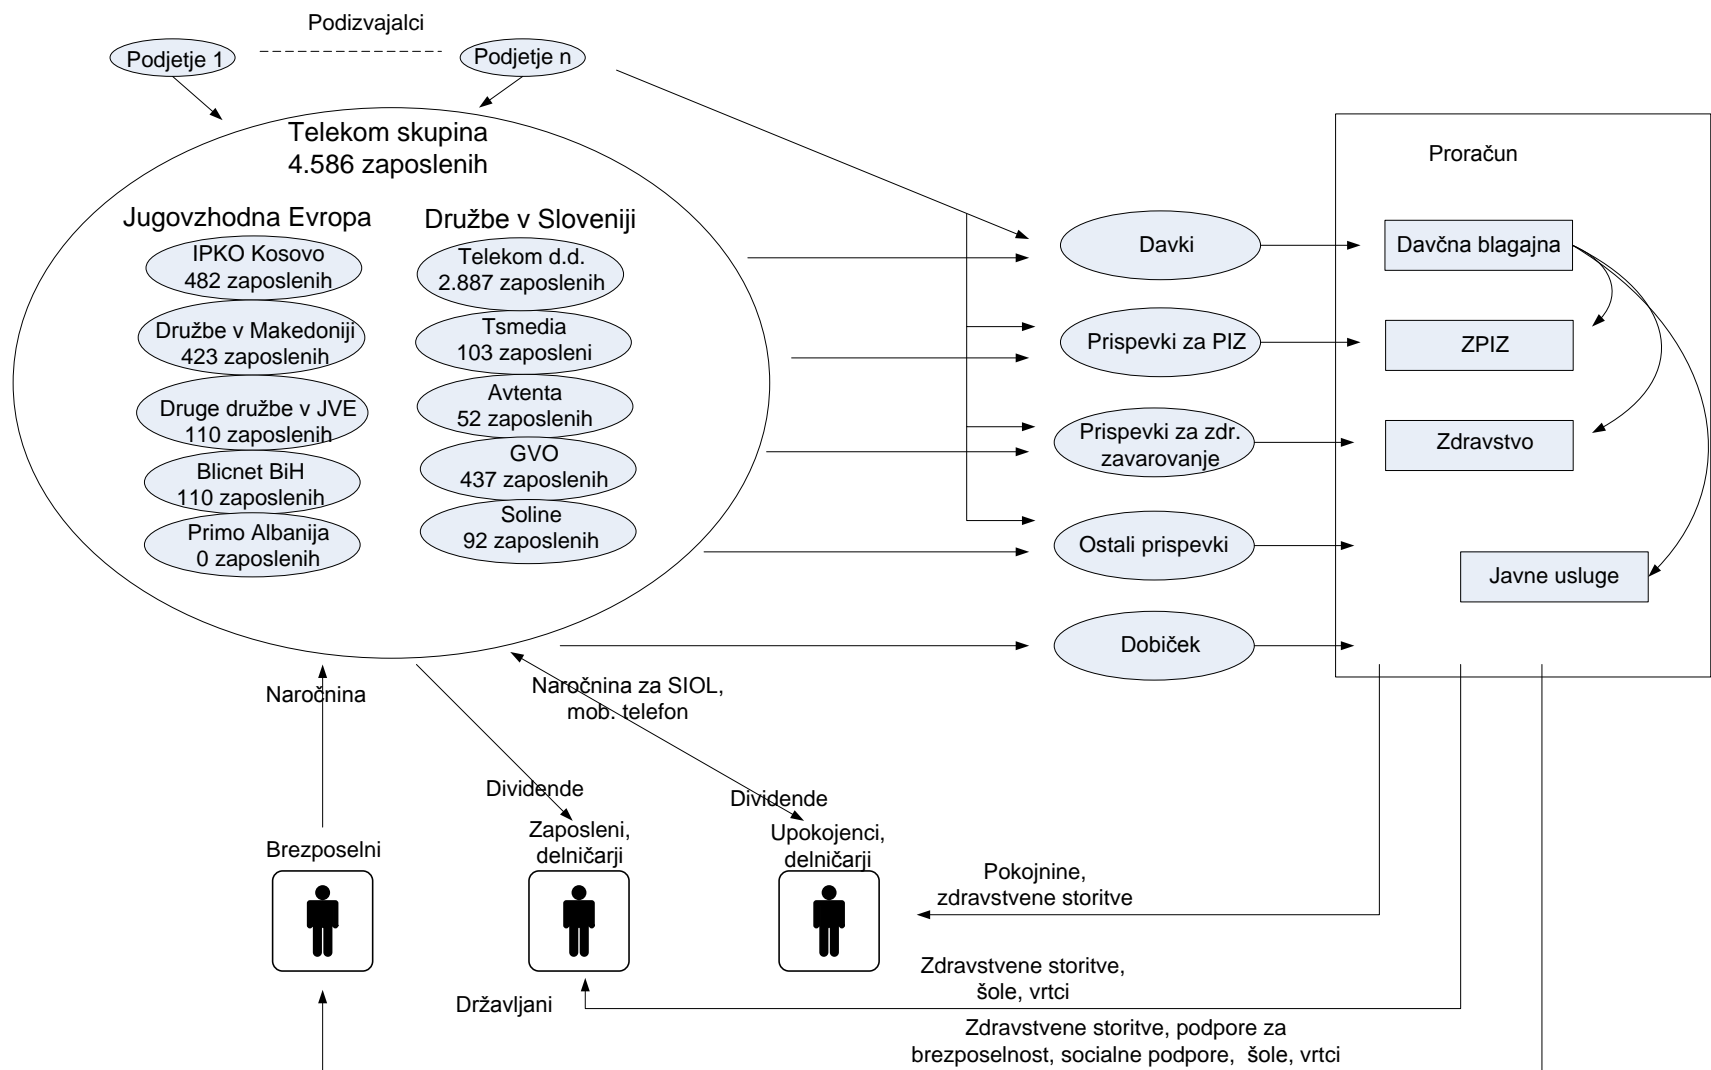 Podizvajalci
Podjetje 1
Podjetje n
Telekom skupina
4.586 zaposlenih
Jugovzhodna Evropa
IPKO Kosovo
482 zaposlenih
Družbe v Makedoniji
423 zaposlenih
Druge družbe v JVE
110 zaposlenih
Blicnet BiH
110 zaposlenih
Primo Albanija
0 zaposlenih
Družbe v Sloveniji
Telekom d.d.
2.887 zaposlenih
Tsmedia
103 zaposleni
Avtenta
52 zaposlenih
GVO
437 zaposlenih
Soline
92 zaposlenih
Davki
Prispevki za PIZ
Prispevki za zdr.
zavarovanje
Ostali prispevki
Dobiček
Proračun
Davčna blagajna
ZPIZ
Zdravstvo
Javne usluge
Naročnina
Naročnina za SIOL,
mob. telefon
Dividende
Dividende
Brezposelni
Zaposleni,
delničarji
Upokojenci,
delničarji
Pokojnine,
zdravstvene storitve
Zdravstvene storitve,
šole, vrtci
Državljani
Zdravstvene storitve, podpore za
brezposelnost, socialne podpore, šole, vrtci